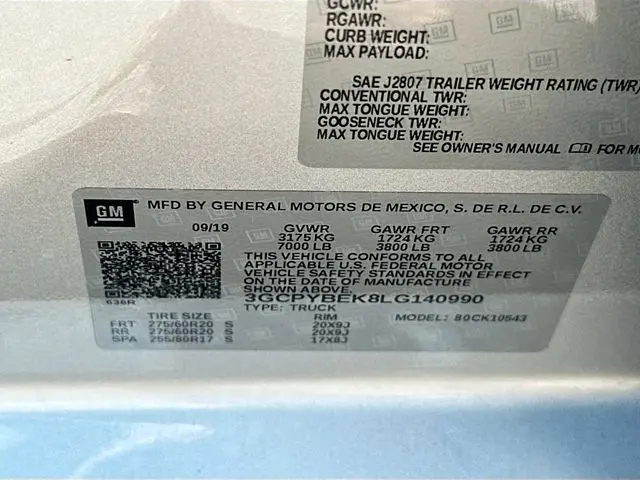 GCWR:
RGAWR:
CURB WEIGHT:
MAX PAYLOAD:
SAE J2807 TRAILER WEIGHT RATING (TWR)
CONVENTIONAL TWR:
MAX TONGUE WEIGHT:
GOOSENECK TWR:
MAX TONGUE WEIGHT:
SEE OWNER'S MANUAL FOR
GM MFD BY GENERAL MOTORS DE MEXICO, S. DE R.L. DE C.V.
09/19 GVWR GAWR FRT GAWR RR
3175 KG 1724 KG 1724 KG
7000 LB 3800 LB 3800 LB
THIS VEHICLE CONFORMS TO ALL
APPLICABLE U.S. FEDERAL MOTOR
VEHICLE SAFETY STANDARDS IN EFFECT
ON THE DATE OF MANUFACTURE
SHOWN ABOVE.
3GCPYBEK8LG140990
TYPE: TRUCK MODEL: 80CK10543
TIRE SIZE RIM
FRT 275/60R20 S 20X9J
RR 275/60R20 S 20X9J
SPA 255/80R17 S 17X8J